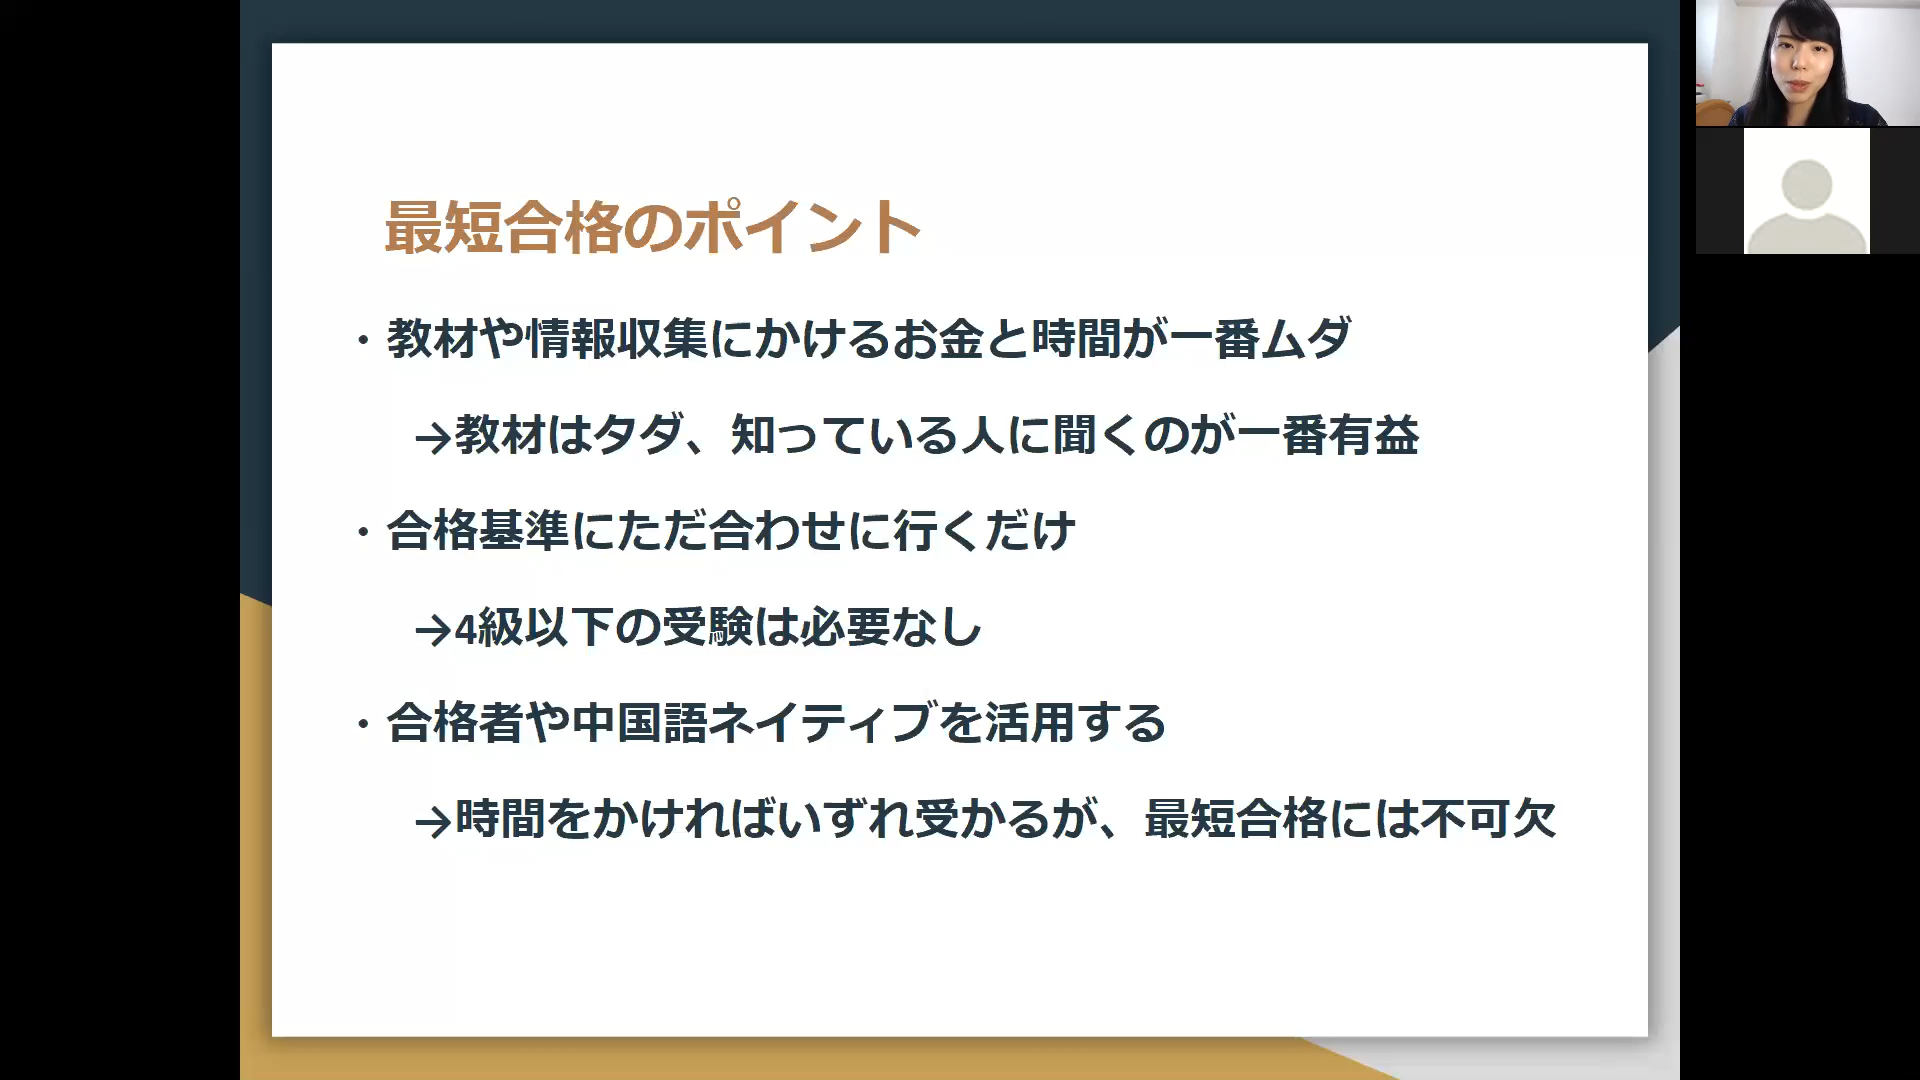 最短合格のポイント
・教材や情報収集にかけるお金と時間が一番ムダ
→教材はタダ、知っている人に聞くのが一番有益
・合格基準にただ合わせに行くだけ
→4級以下の受験は必要なし
・合格者や中国語ネイティブを活用する
→時間をかければいずれ受かるが、最短合格には不可欠